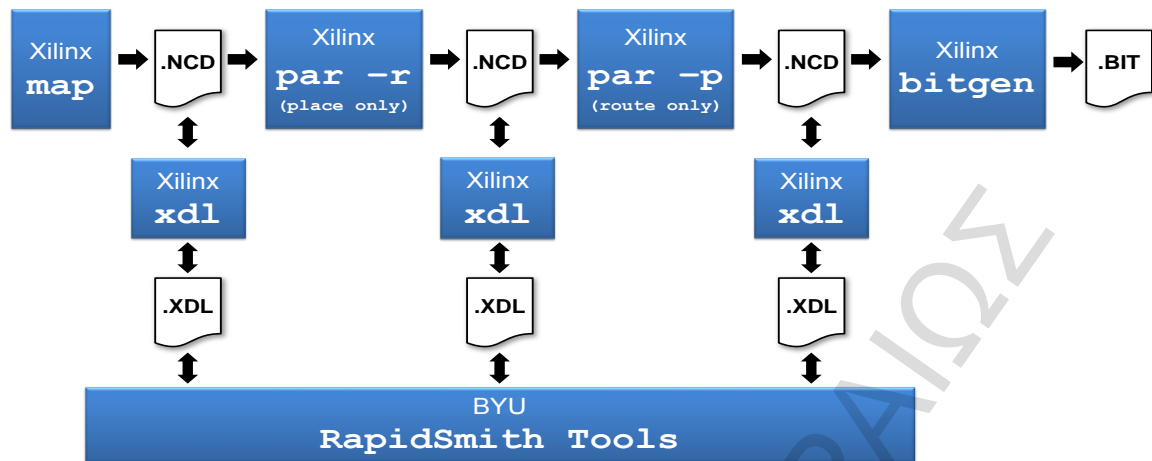 Xilinx
map
.NCD
Xilinx
par –r
(place only)
.NCD
Xilinx
par –p
(route only)
.NCD
Xilinx
bitgen
.BIT
Xilinx
xdl
Xilinx
xdl
Xilinx
xdl
.XDL
.XDL
.XDL
BYU
RapidSmith Tools
ΡΑΙΩΣ